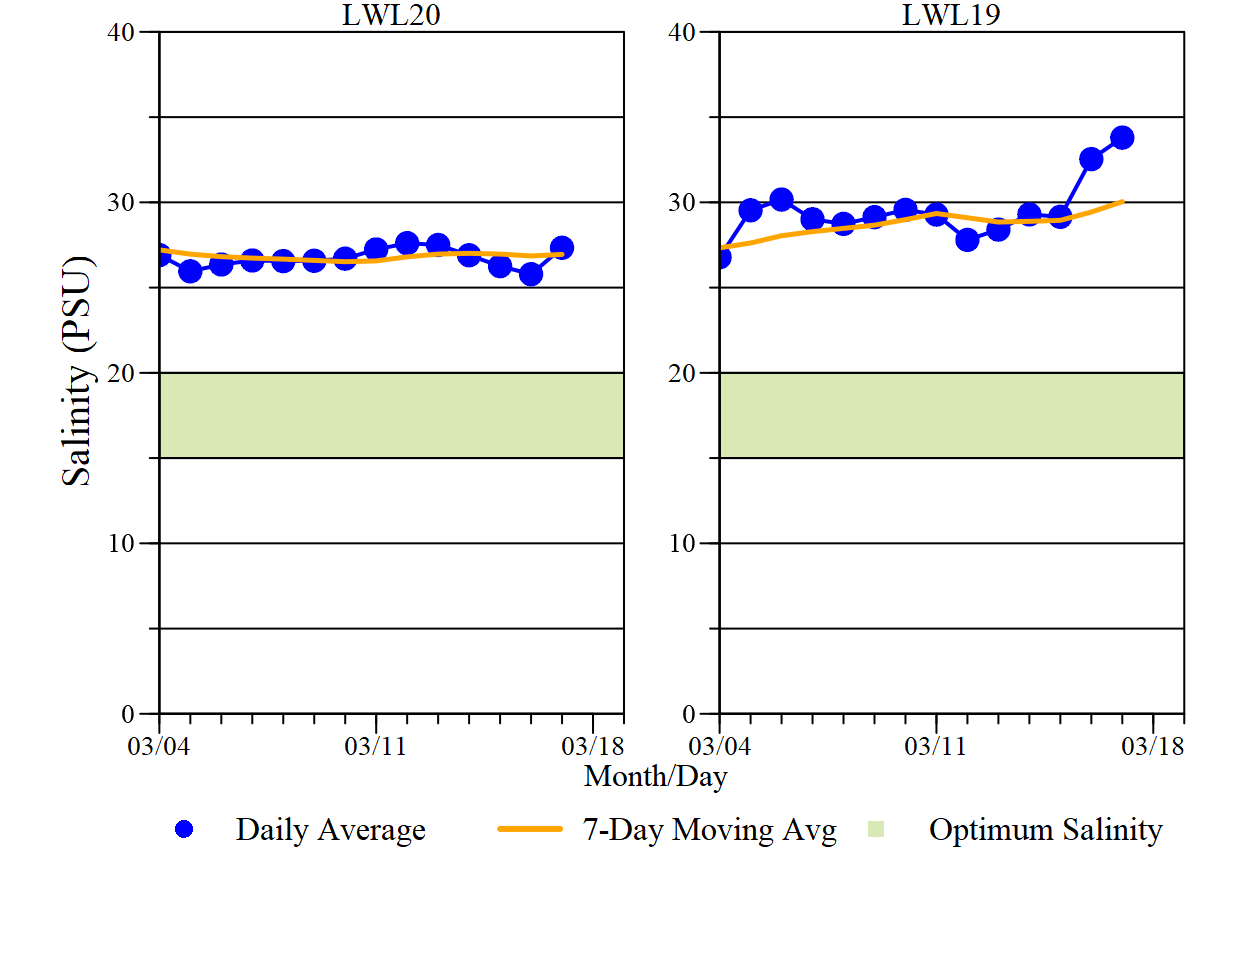 LWL20 LWL19
40 40
30 30
Salinity (PSU)
20 20
10 10
0 0
03/04 03/11 03/18 03/04 03/11 03/18
Month/Day
Daily Average 7-Day Moving Avg Optimum Salinity